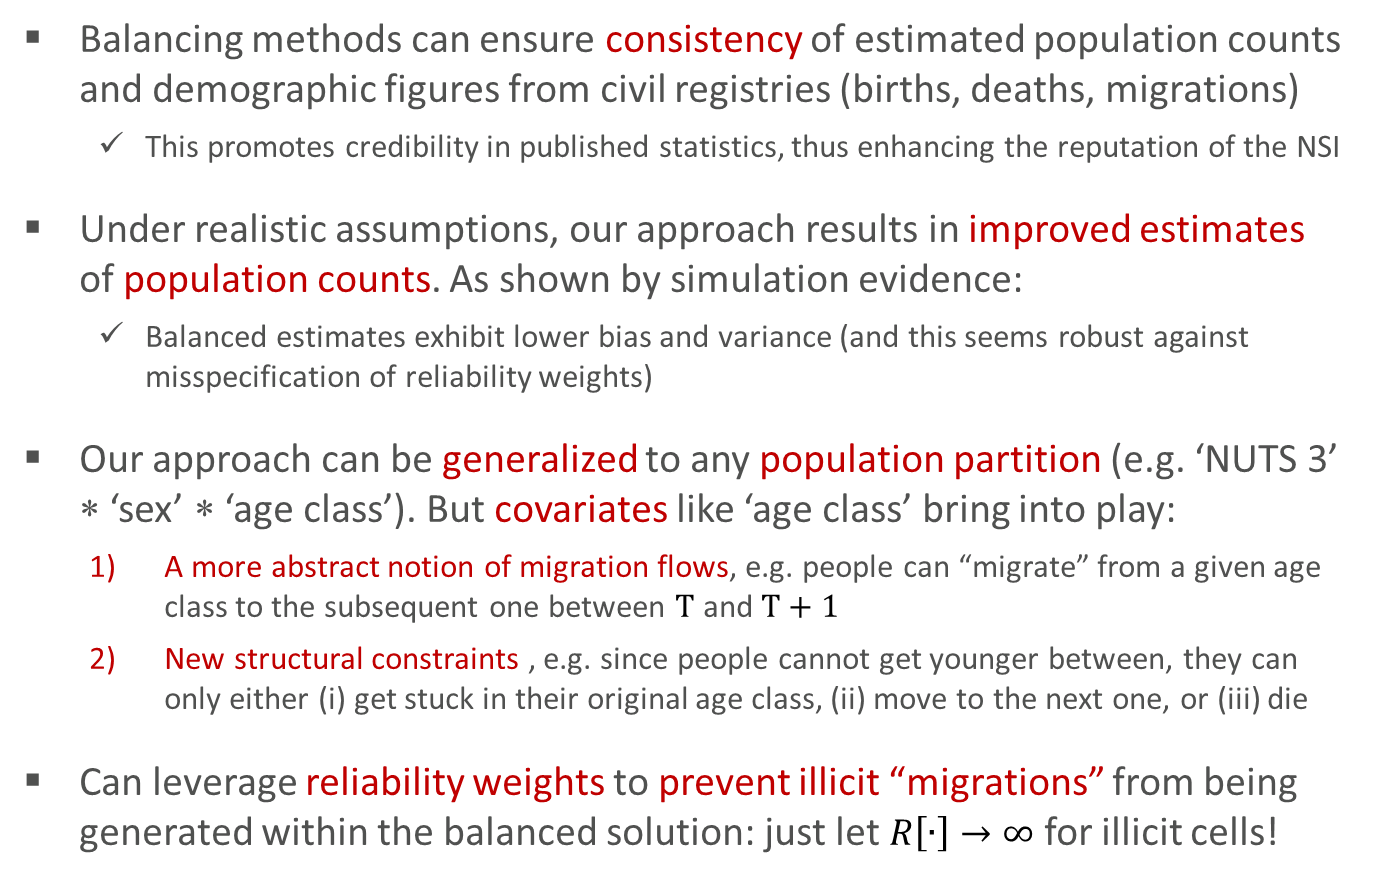 ▪ Balancing methods can ensure consistency of estimated population counts
and demographic figures from civil registries (births, deaths, migrations)
✓ This promotes credibility in published statistics, thus enhancing the reputation of the NSI
▪ Under realistic assumptions, our approach results in improved estimates
of population counts. As shown by simulation evidence:
✓ Balanced estimates exhibit lower bias and variance (and this seems robust against
misspecification of reliability weights)
▪ Our approach can be generalized to any population partition (e.g. ‘NUTS 3’
∗ ‘sex’ ∗ ‘age class’). But covariates like ‘age class’ bring into play:
1) A more abstract notion of migration flows, e.g. people can “migrate” from a given age
class to the subsequent one between T and T + 1
2) New structural constraints , e.g. since people cannot get younger between, they can
only either (i) get stuck in their original age class, (ii) move to the next one, or (iii) die
▪ Can leverage reliability weights to prevent illicit “migrations” from being
generated within the balanced solution: just let R[·] → ∞ for illicit cells!